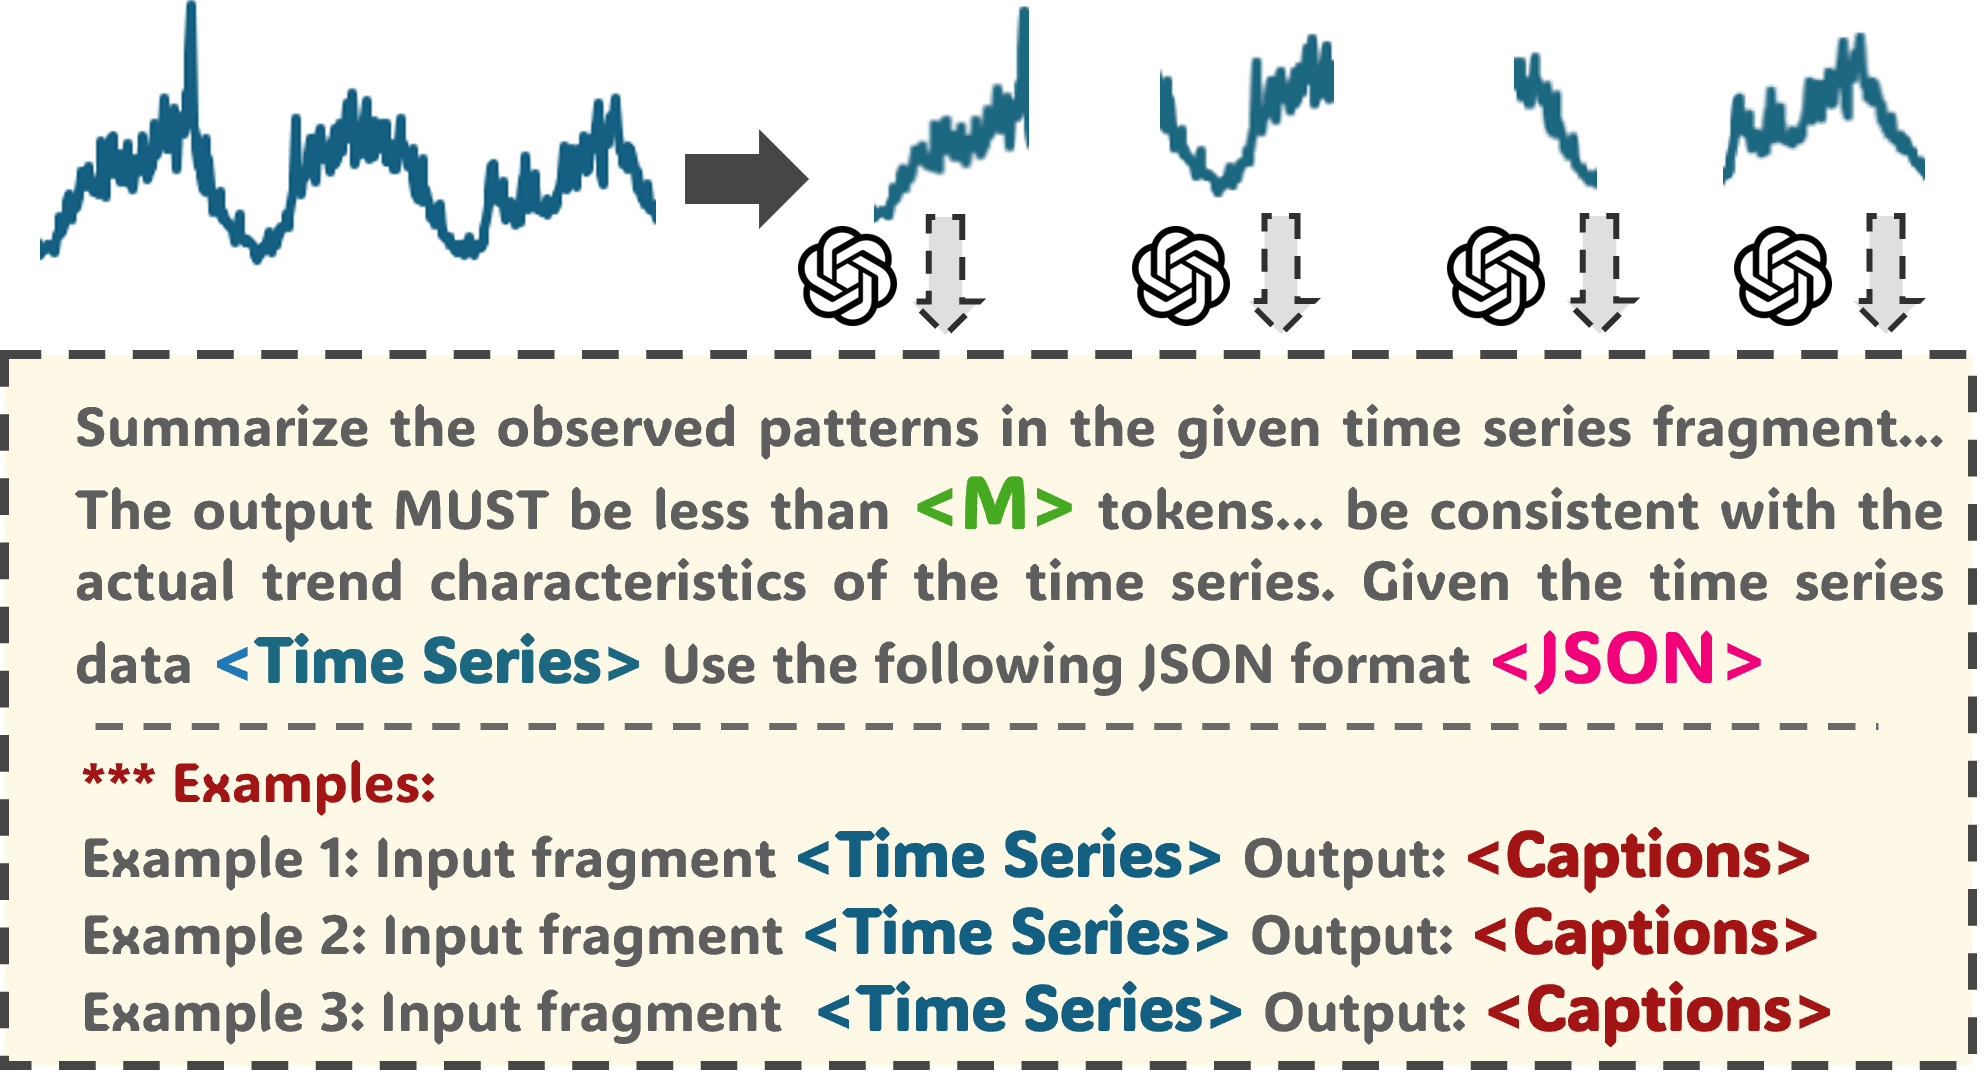 Summarize the observed patterns in the given time series fragment...
The output MUST be less than <M> tokens... be consistent with the
actual trend characteristics of the time series. Given the time series
data <Time Series> Use the following JSON format <JSON>
*** Examples:
Example 1: Input fragment <Time Series> Output: <Captions>
Example 2: Input fragment <Time Series> Output: <Captions>
Example 3: Input fragment <Time Series> Output: <Captions>